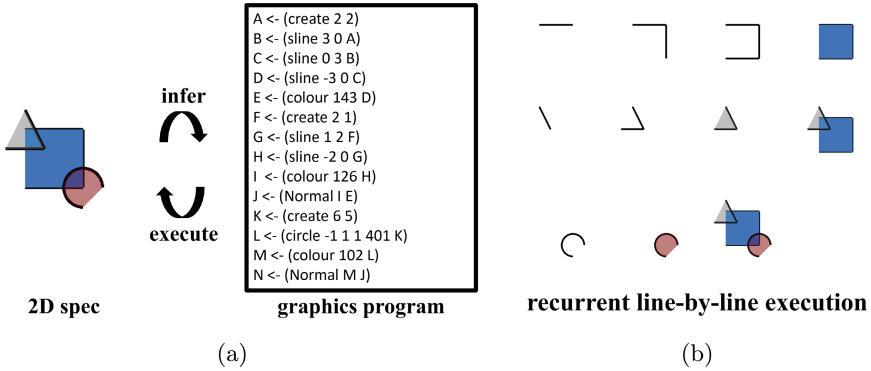 A <- (create 2 2)
B <- (sline 3 0 A)
C <- (sline 0 3 B)
D <- (sline -3 0 C)
E <- (colour 143 D)
F <- (create 2 1)
G <- (sline 1 2 F)
H <- (sline -2 0 G)
I <- (colour 126 H)
J <- (Normal I E)
K <- (create 6 5)
L <- (circle -1 1 1 401 K)
M <- (colour 102 L)
N <- (Normal M J)
infer
execute
2D spec
graphics program
recurrent line-by-line execution
(a)
(b)